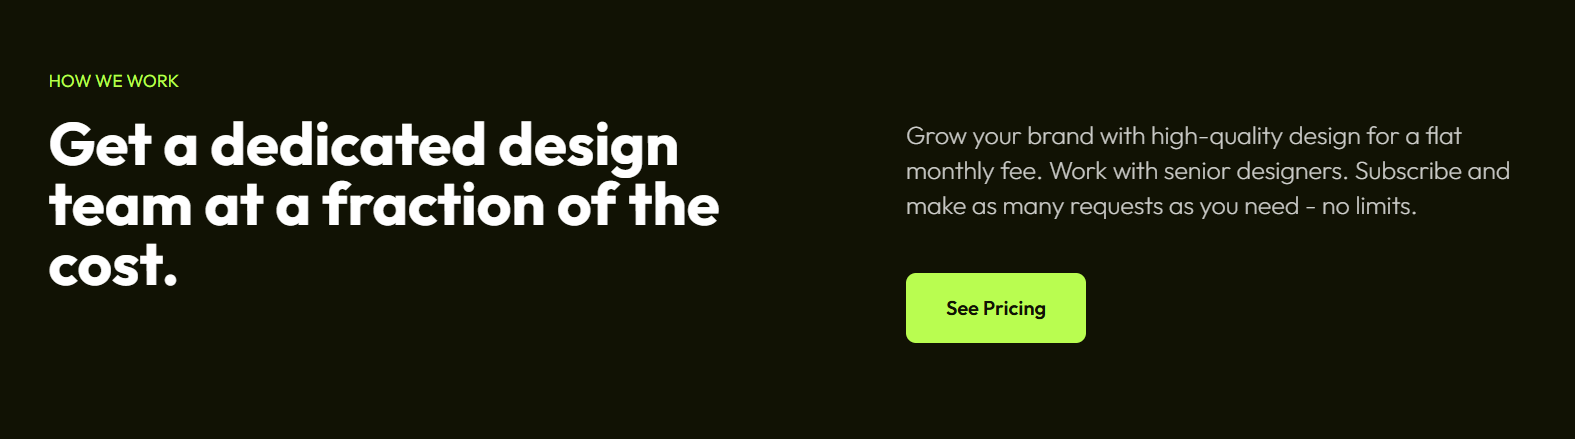 HOW WE WORK
Get a dedicated design
team at a fraction of the
cost.
Grow your brand with high-quality design for a flat
monthly fee. Work with senior designers. Subscribe and
make as many requests as you need - no limits.
See Pricing